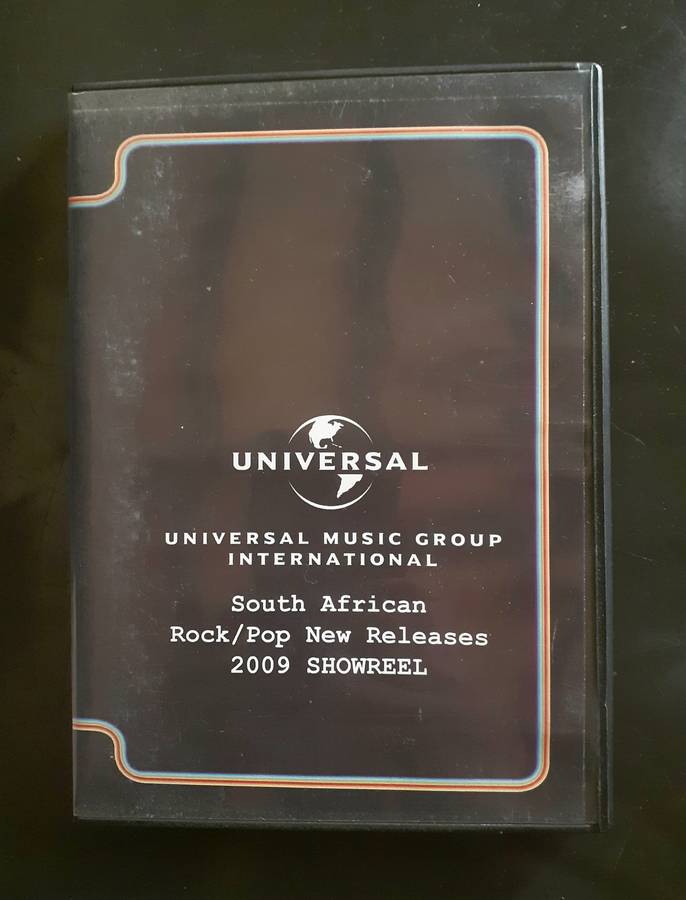 UNIVERSAL
UNIVERSAL MUSIC GROUP
INTERNATIONAL
South African
Rock/Pop New Releases
2009 SHOWREEL